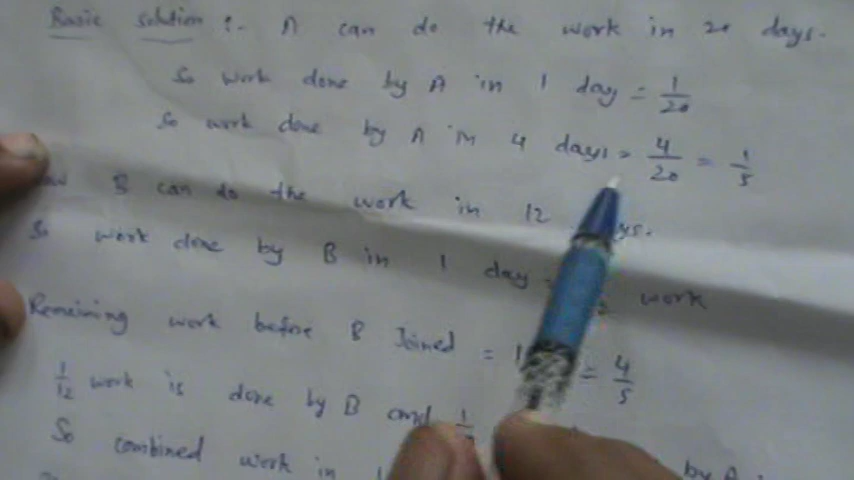 Basic Solution :- A can do the work in 20 days.
So work done by A in 1 day = 1/20
So work done by A in 4 days = 4/20 = 1/5
B can do the work in 12
So work done by B in 1 day work
Remaining work before B Joined = 1 = 4/5
1/12 work is done by B and
So combined work in by A